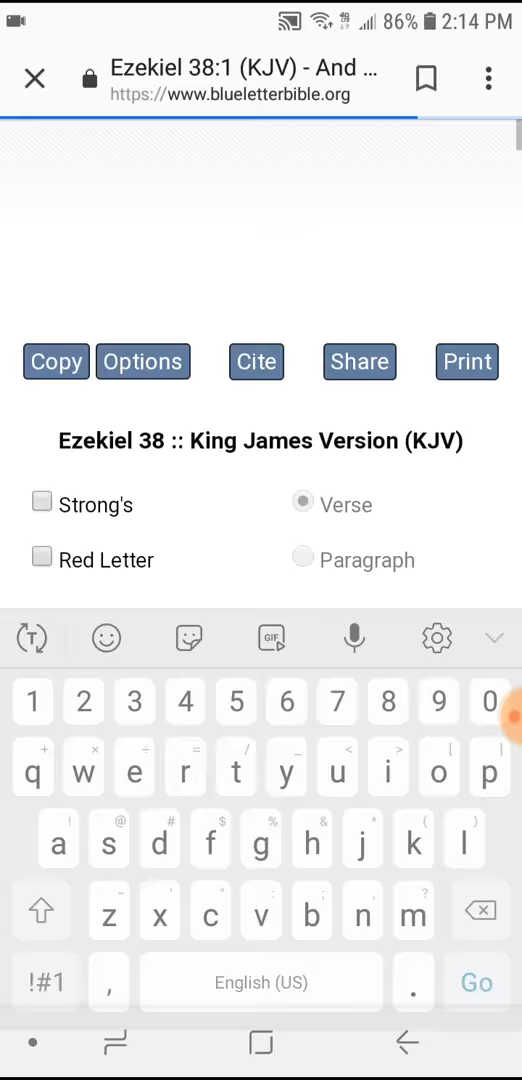 86% 2:14 PM
Ezekiel 38:1 (KJV) - And ...
https://www.blueletterbible.org
Copy Options Cite Share Print
Ezekiel 38 :: King James Version (KJV)
Strong's Verse
Red Letter Paragraph
T GIF
1 2 3 4 5 6 7 8 9 0
+ × ÷ = / _ < > [ ]
q w e r t y u i o p
! @ # $ % ^ & * ( )
a s d f g h j k l
- ' " : ; , ?
z x c v b n m
!#1 , English (US) . Go